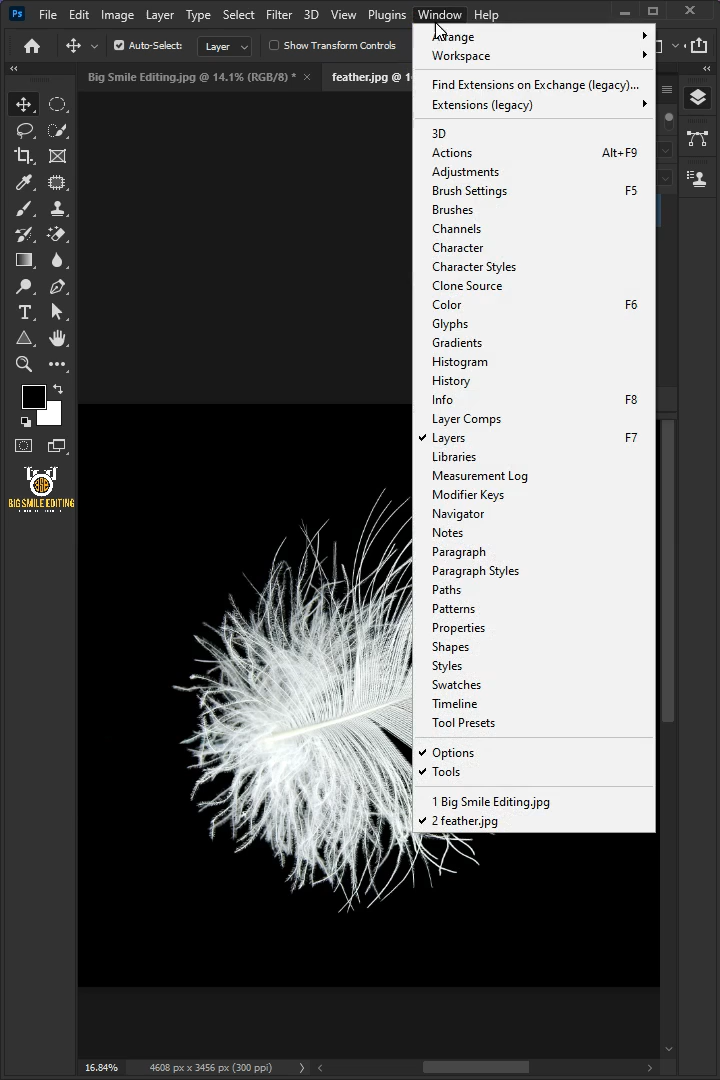 Ps File Edit Image Layer Type Select Filter 3D View Plugins Window Help
Auto-Select: Layer Show Transform Controls
Big Smile Editing.jpg @ 14.1% (RGB/8) * × feather.jpg @
Arrange
Workspace
Find Extensions on Exchange (legacy)...
Extensions (legacy)
3D
Actions Alt+F9
Adjustments
Brush Settings F5
Brushes
Channels
Character
Character Styles
Clone Source
Color F6
Glyphs
Gradients
Histogram
History
Info F8
Layer Comps
Layers F7
Libraries
Measurement Log
Modifier Keys
Navigator
Notes
Paragraph
Paragraph Styles
Paths
Patterns
Properties
Shapes
Styles
Swatches
Timeline
Tool Presets
Options
Tools
1 Big Smile Editing.jpg
2 feather.jpg
BIG SMILE EDITING
16.84% 4608 px x 3456 px (300 ppi)